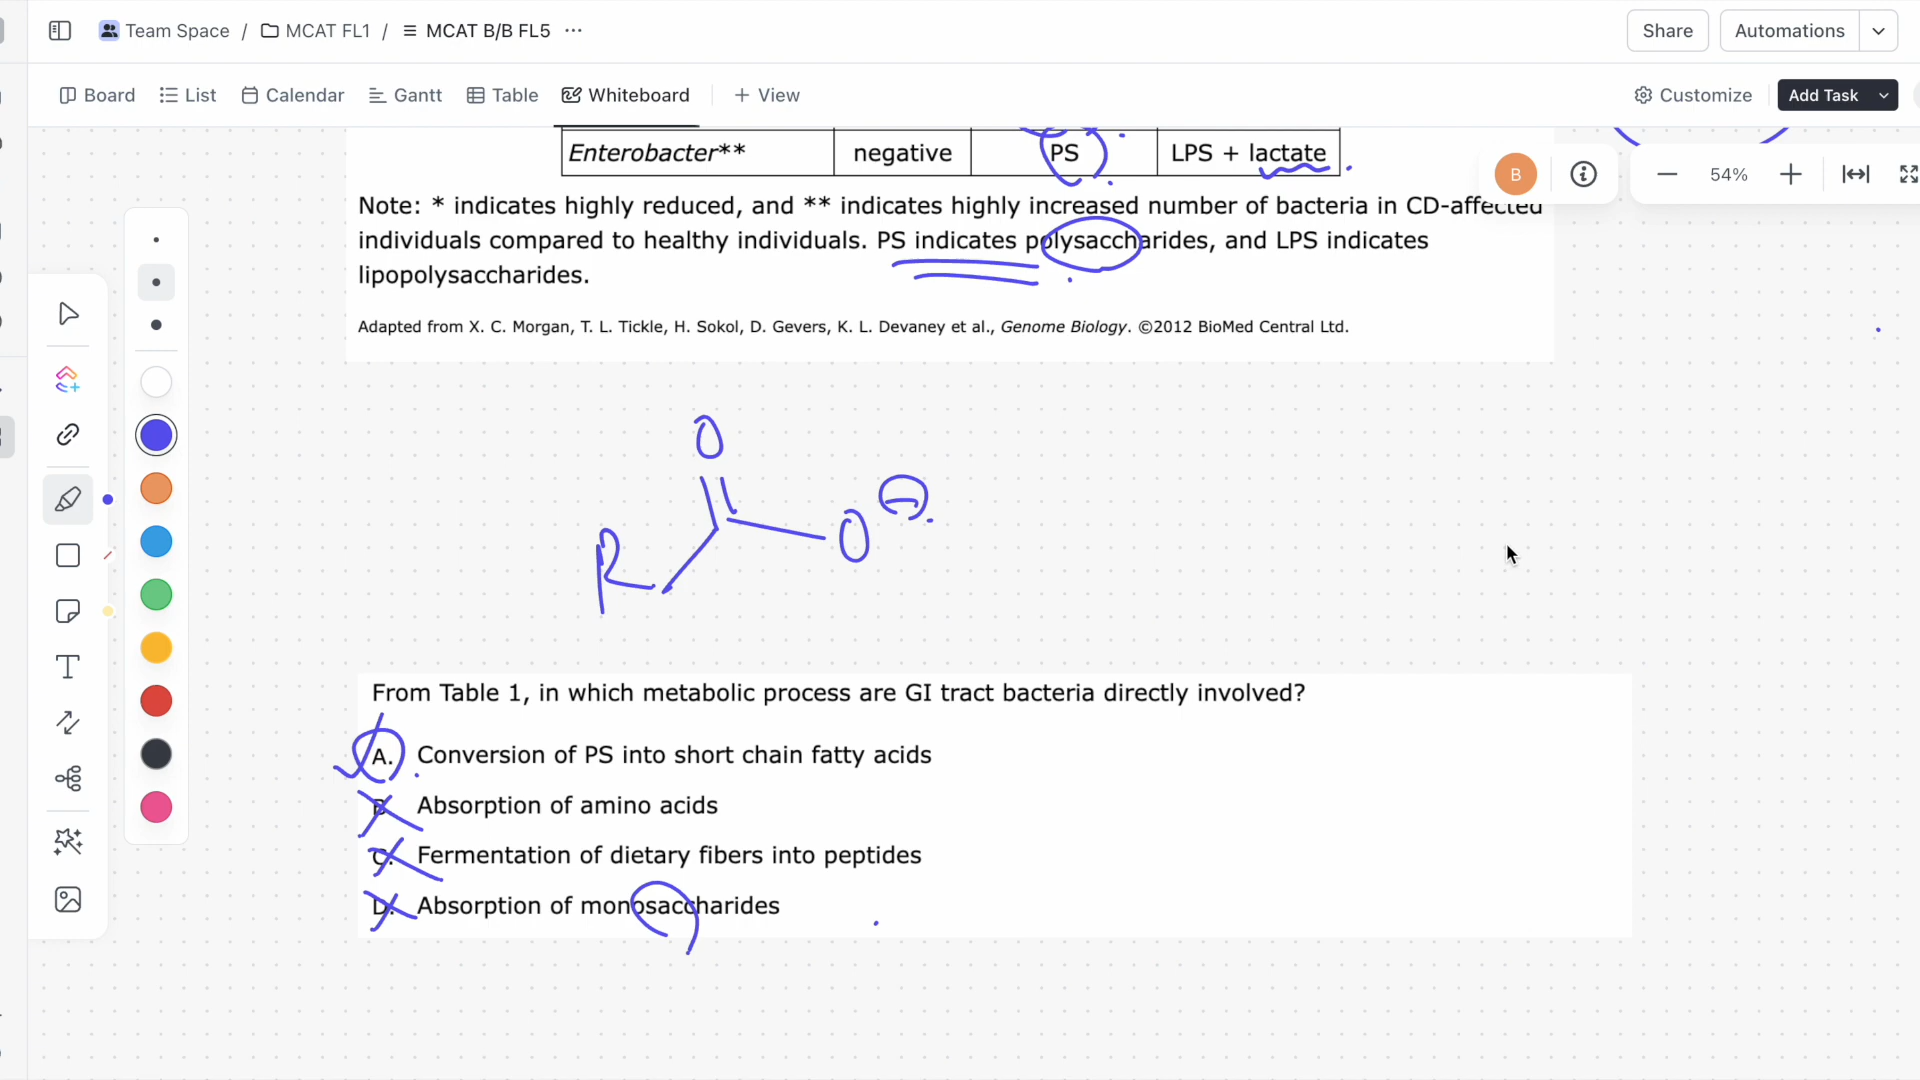 Team Space / MCAT FL1 / MCAT B/B FL5 ...
Share
Automations
Board
List
Calendar
Gantt
Table
Whiteboard
+ View
Customize
Add Task
Enterobacter** negative PS LPS + lactate
B
54%
Note: * indicates highly reduced, and ** indicates highly increased number of bacteria in CD-affected
individuals compared to healthy individuals. PS indicates polysaccharides, and LPS indicates
lipopolysaccharides.
Adapted from X. C. Morgan, T. L. Tickle, H. Sokol, D. Gevers, K. L. Devaney et al., Genome Biology. ©2012 BioMed Central Ltd.
O
O
R
From Table 1, in which metabolic process are GI tract bacteria directly involved?
A. Conversion of PS into short chain fatty acids
B. Absorption of amino acids
C. Fermentation of dietary fibers into peptides
D. Absorption of monosaccharides